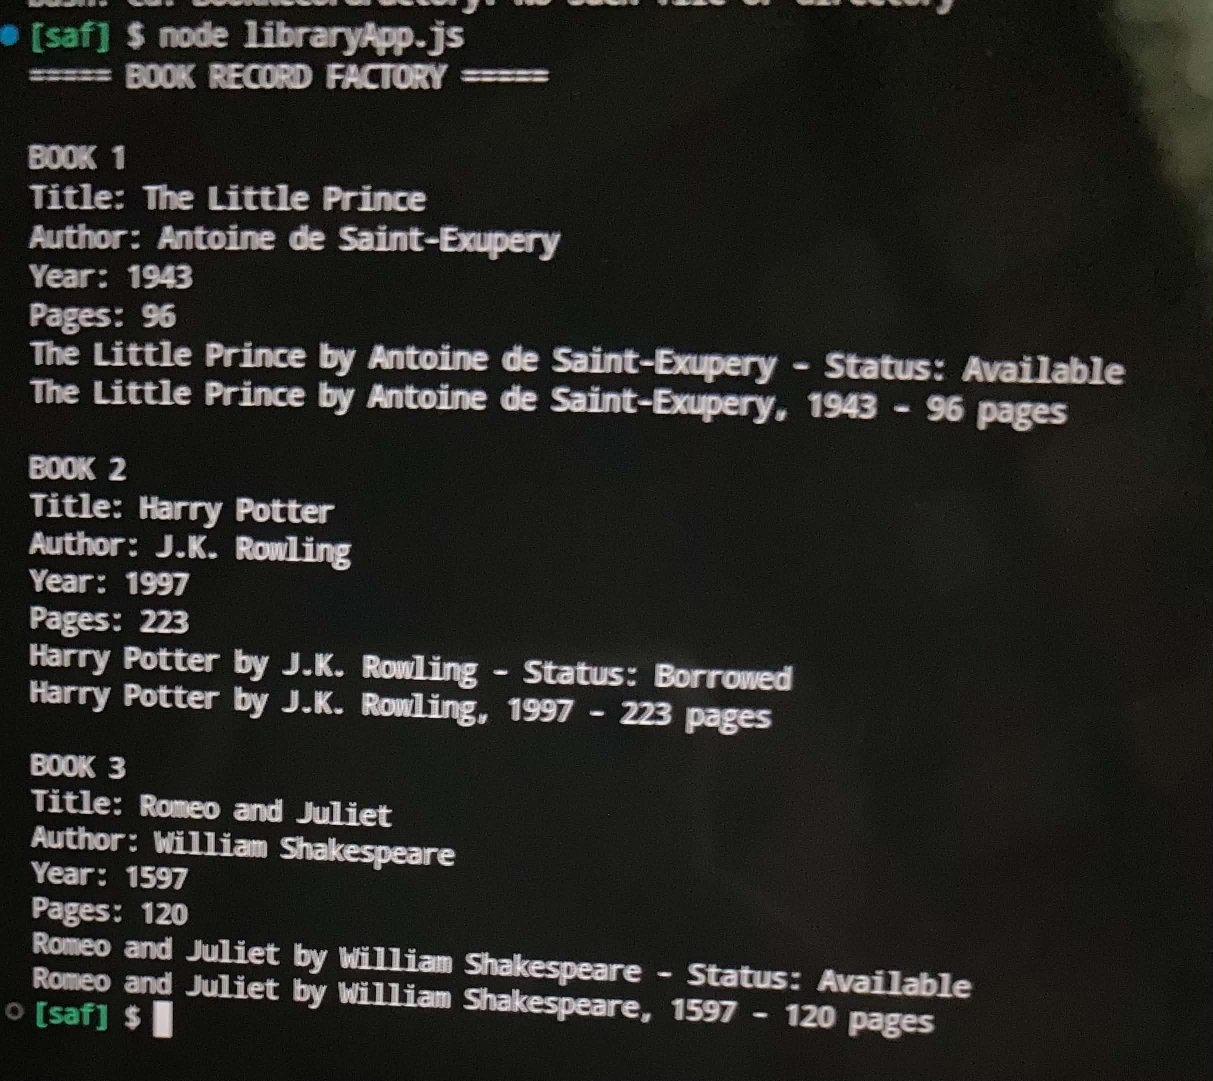 [saf] $ node libraryApp.js
===== BOOK RECORD FACTORY =====
BOOK 1
Title: The Little Prince
Author: Antoine de Saint-Exupery
Year: 1943
Pages: 96
The Little Prince by Antoine de Saint-Exupery - Status: Available
The Little Prince by Antoine de Saint-Exupery, 1943 - 96 pages
BOOK 2
Title: Harry Potter
Author: J.K. Rowling
Year: 1997
Pages: 223
Harry Potter by J.K. Rowling - Status: Borrowed
Harry Potter by J.K. Rowling, 1997 - 223 pages
BOOK 3
Title: Romeo and Juliet
Author: William Shakespeare
Year: 1597
Pages: 120
Romeo and Juliet by William Shakespeare - Status: Available
Romeo and Juliet by William Shakespeare, 1597 - 120 pages
[saf] $